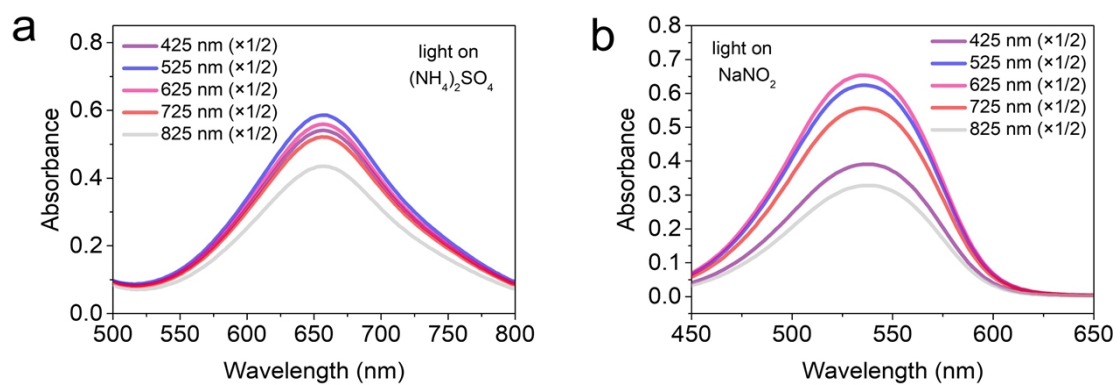 a
0.8
0.6
0.4
0.2
0.0
Absorbance
425 nm (×1/2)
525 nm (×1/2)
625 nm (×1/2)
725 nm (×1/2)
825 nm (×1/2)
light on
(NH₄)₂SO₄
500 550 600 650 700 750 800
Wavelength (nm)
b
0.8
0.7
0.6
0.5
0.4
0.3
0.2
0.1
0.0
Absorbance
light on
NaNO₂
425 nm (×1/2)
525 nm (×1/2)
625 nm (×1/2)
725 nm (×1/2)
825 nm (×1/2)
450 500 550 600 650
Wavelength (nm)